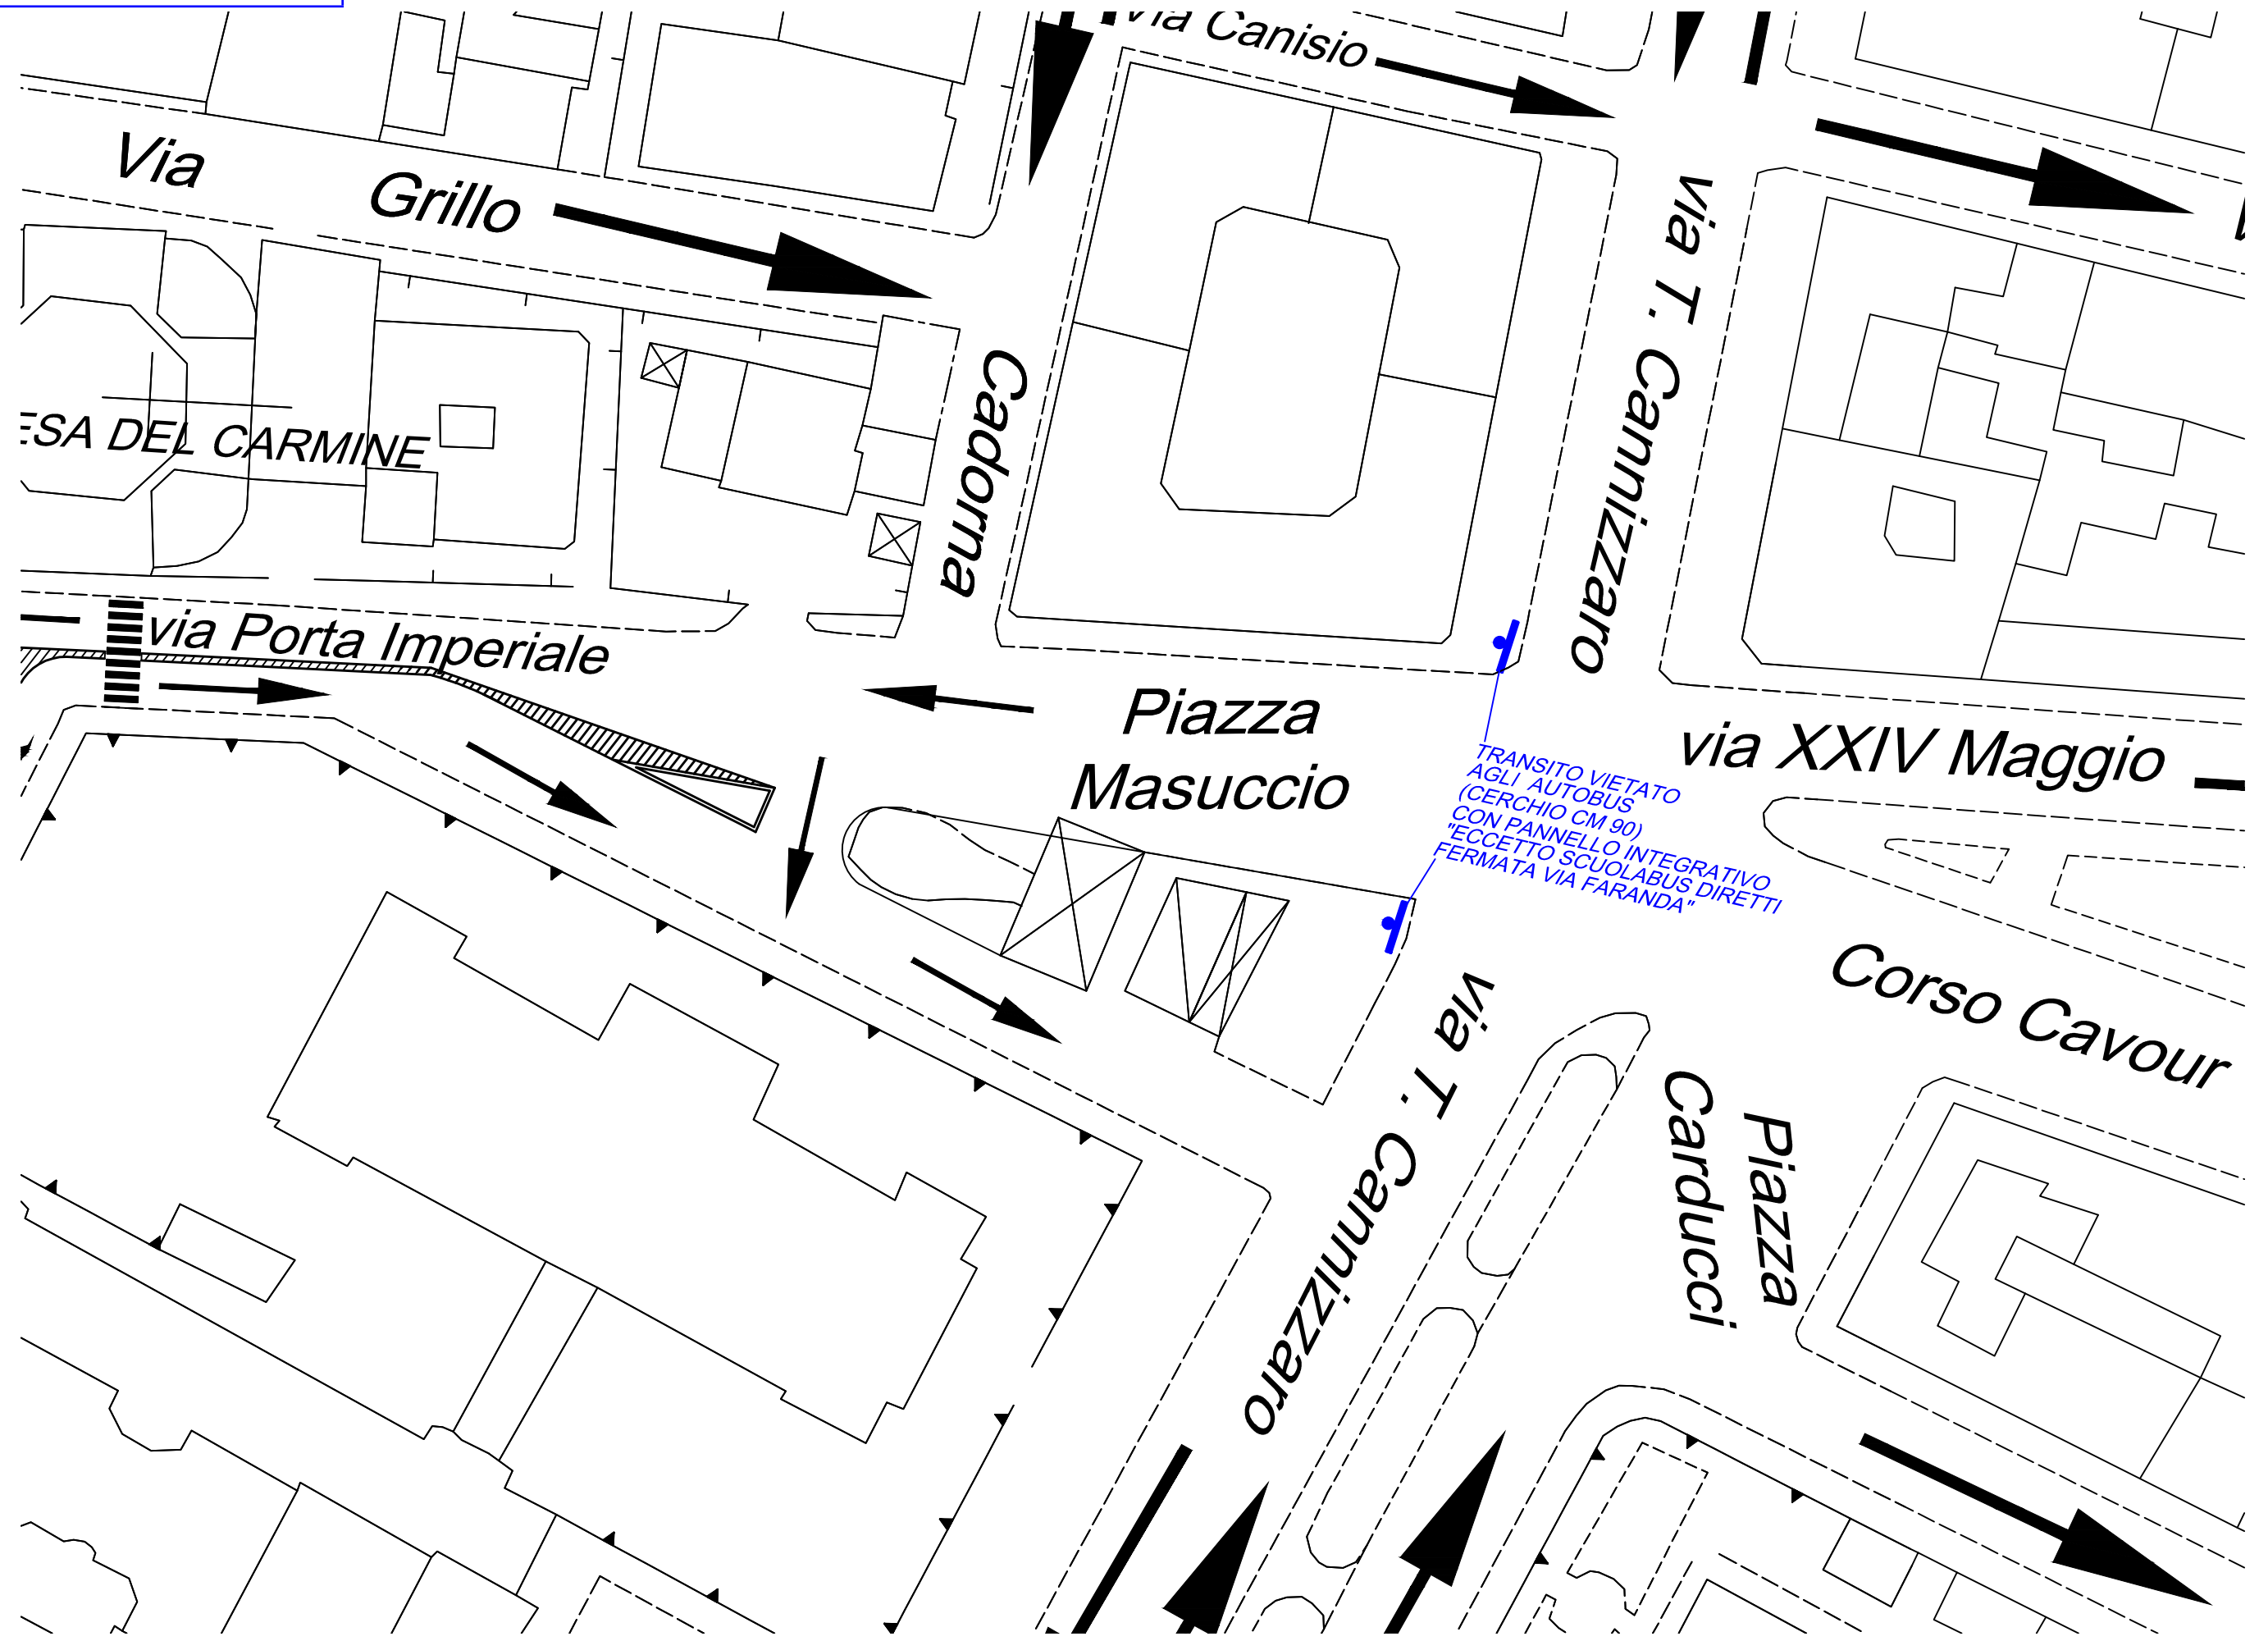 via Canisio
Via Grillo
via T. Cannizzaro
Cadorna
ESA DEL CARMINE
via Porta Imperiale
Piazza
Masuccio
via XXIV Maggio
TRANSITO VIETATO
AGLI AUTOBUS
(CERCHIO CM 90)
CON PANNELLO INTEGRATIVO
"ECCETTO SCUOLABUS DIRETTI
FERMATA VIA FARANDA"
Corso Cavour
via T. Cannizzaro
Piazza
Carducci